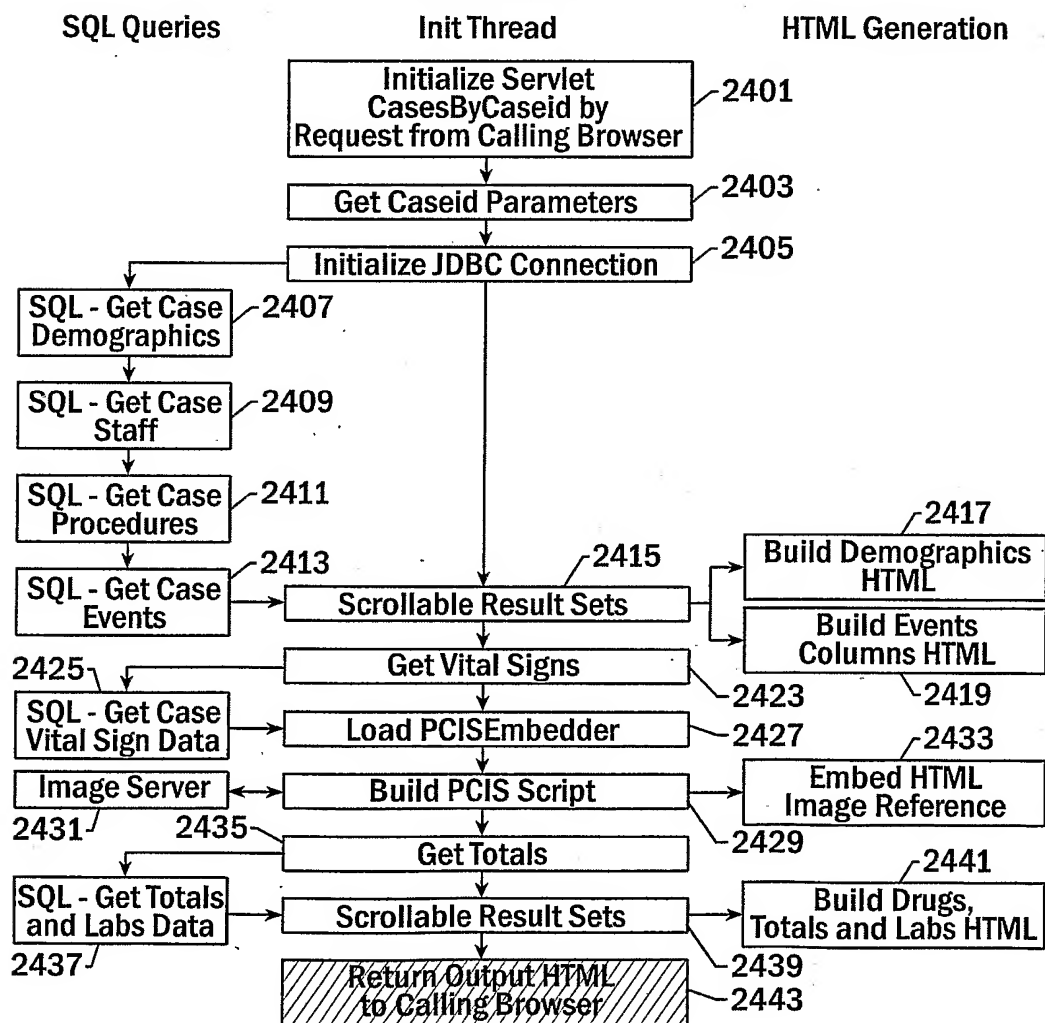 SQL Queries
Init Thread
HTML Generation
Initialize Servlet
CasesByCaseid by
Request from Calling Browser
2401
Get Caseid Parameters
2403
Initialize JDBC Connection
2405
SQL - Get Case
Demographics
2407
SQL - Get Case
Staff
2409
SQL - Get Case
Procedures
2411
SQL - Get Case
Events
2413
Scrollable Result Sets
2415
2417
Build Demographics
HTML
Build Events
Columns HTML
2419
Get Vital Signs
2423
2425
SQL - Get Case
Vital Sign Data
Load PCISEmbedder
2427
Image Server
2431
Build PCIS Script
2429
2433
Embed HTML
Image Reference
2435
Get Totals
SQL - Get Totals
and Labs Data
2437
Scrollable Result Sets
2439
2441
Build Drugs,
Totals and Labs HTML
Return Output HTML
to Calling Browser
2443